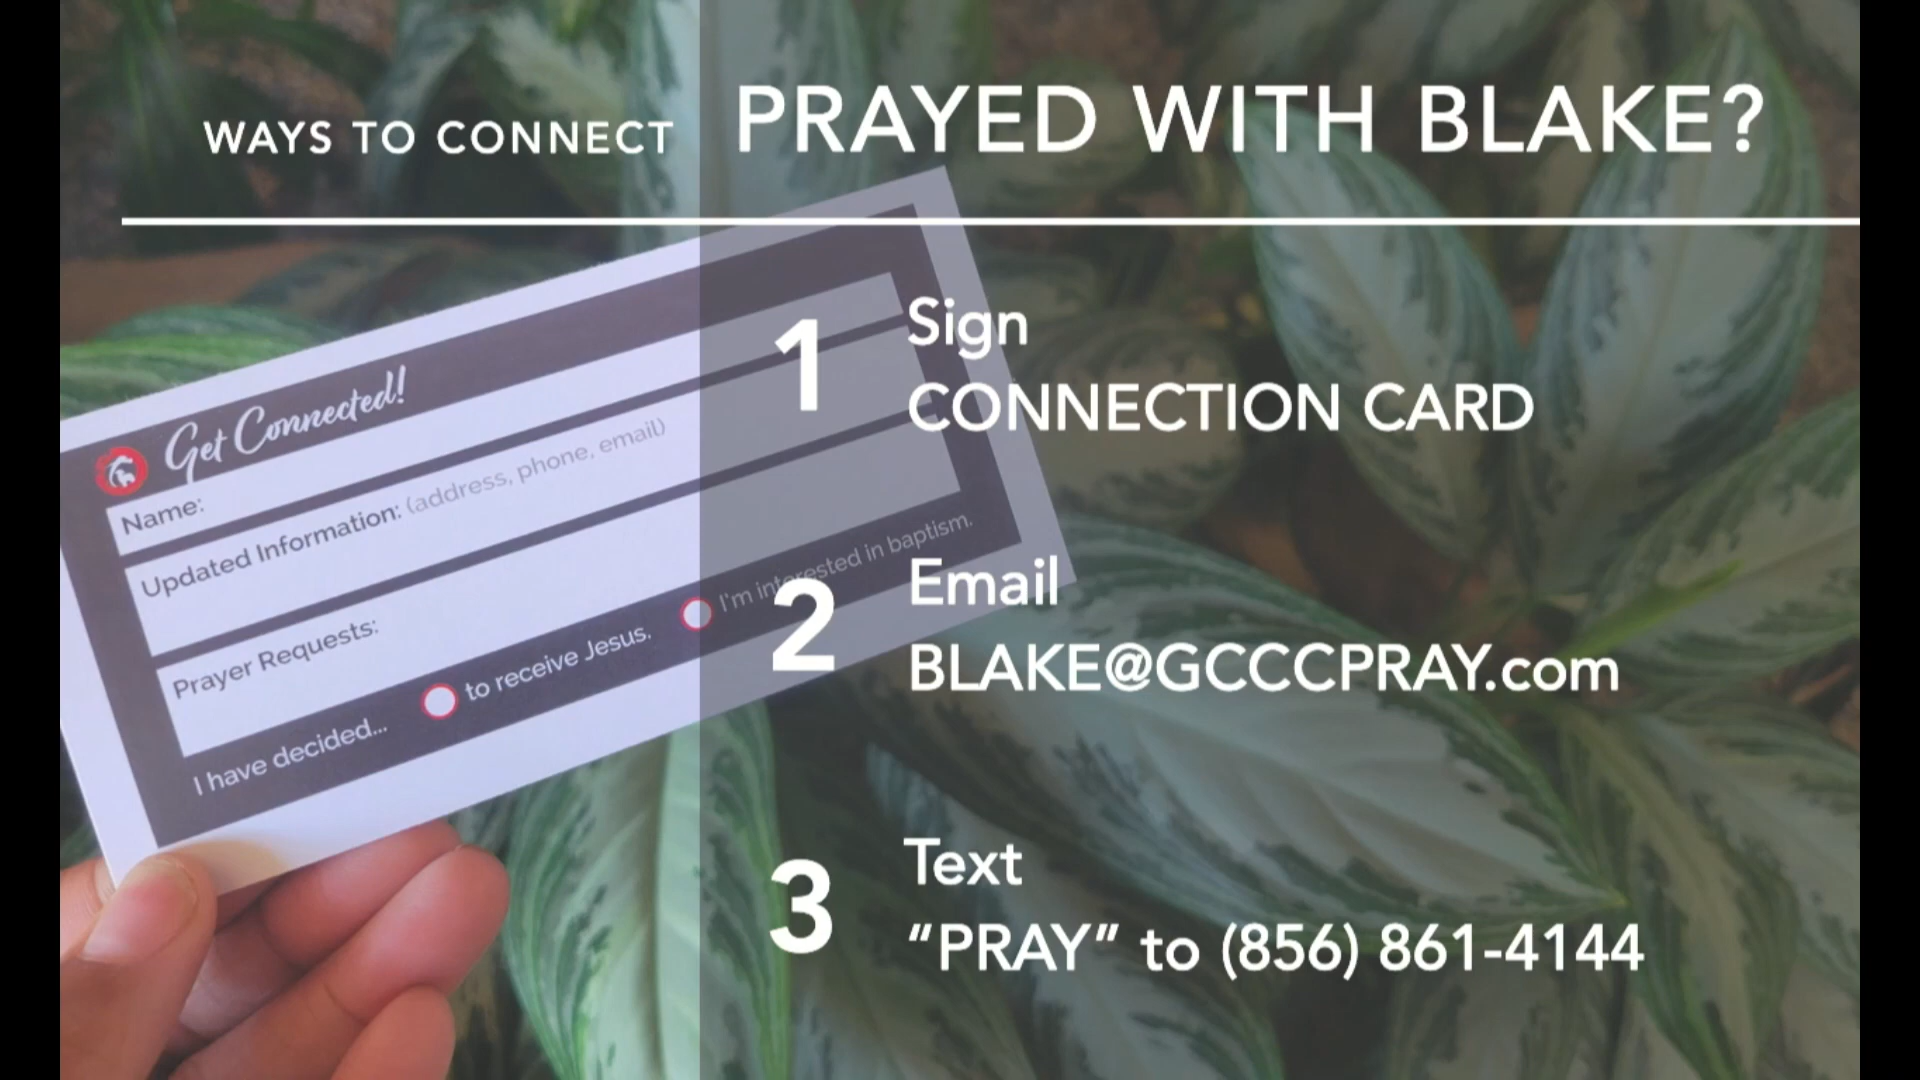 WAYS TO CONNECT
PRAYED WITH BLAKE?
1
Sign
CONNECTION CARD
2
Email
BLAKE@GCCCPRAY.com
3
Text
“PRAY” to (856) 861-4144
Get Connected!
Name:
Updated Information: (address, phone, email)
Prayer Requests:
I have decided... to receive Jesus. I'm interested in baptism.